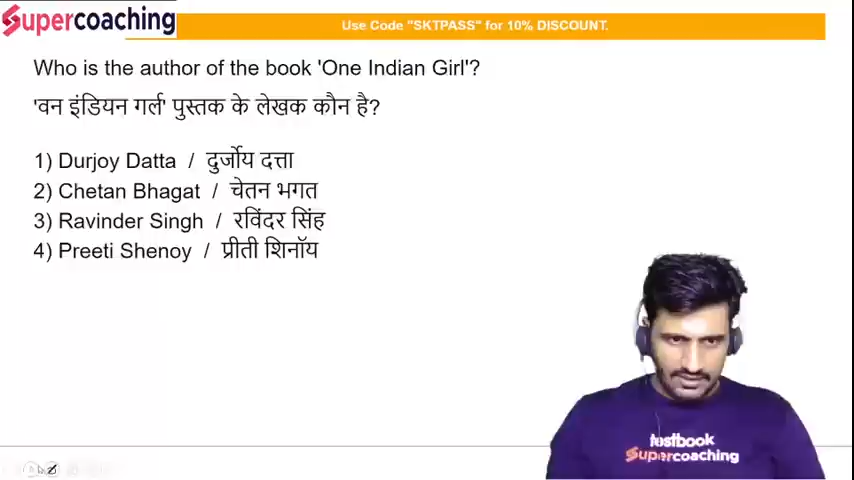 Supercoaching
Use Code "SKTPASS" for 10% DISCOUNT.
Who is the author of the book 'One Indian Girl'?
'वन इंडियन गर्ल' पुस्तक के लेखक कौन है?
1) Durjoy Datta / दुर्जोय दत्ता
2) Chetan Bhagat / चेतन भगत
3) Ravinder Singh / रविंदर सिंह
4) Preeti Shenoy / प्रीती शिनॉय
testbook
Supercoaching